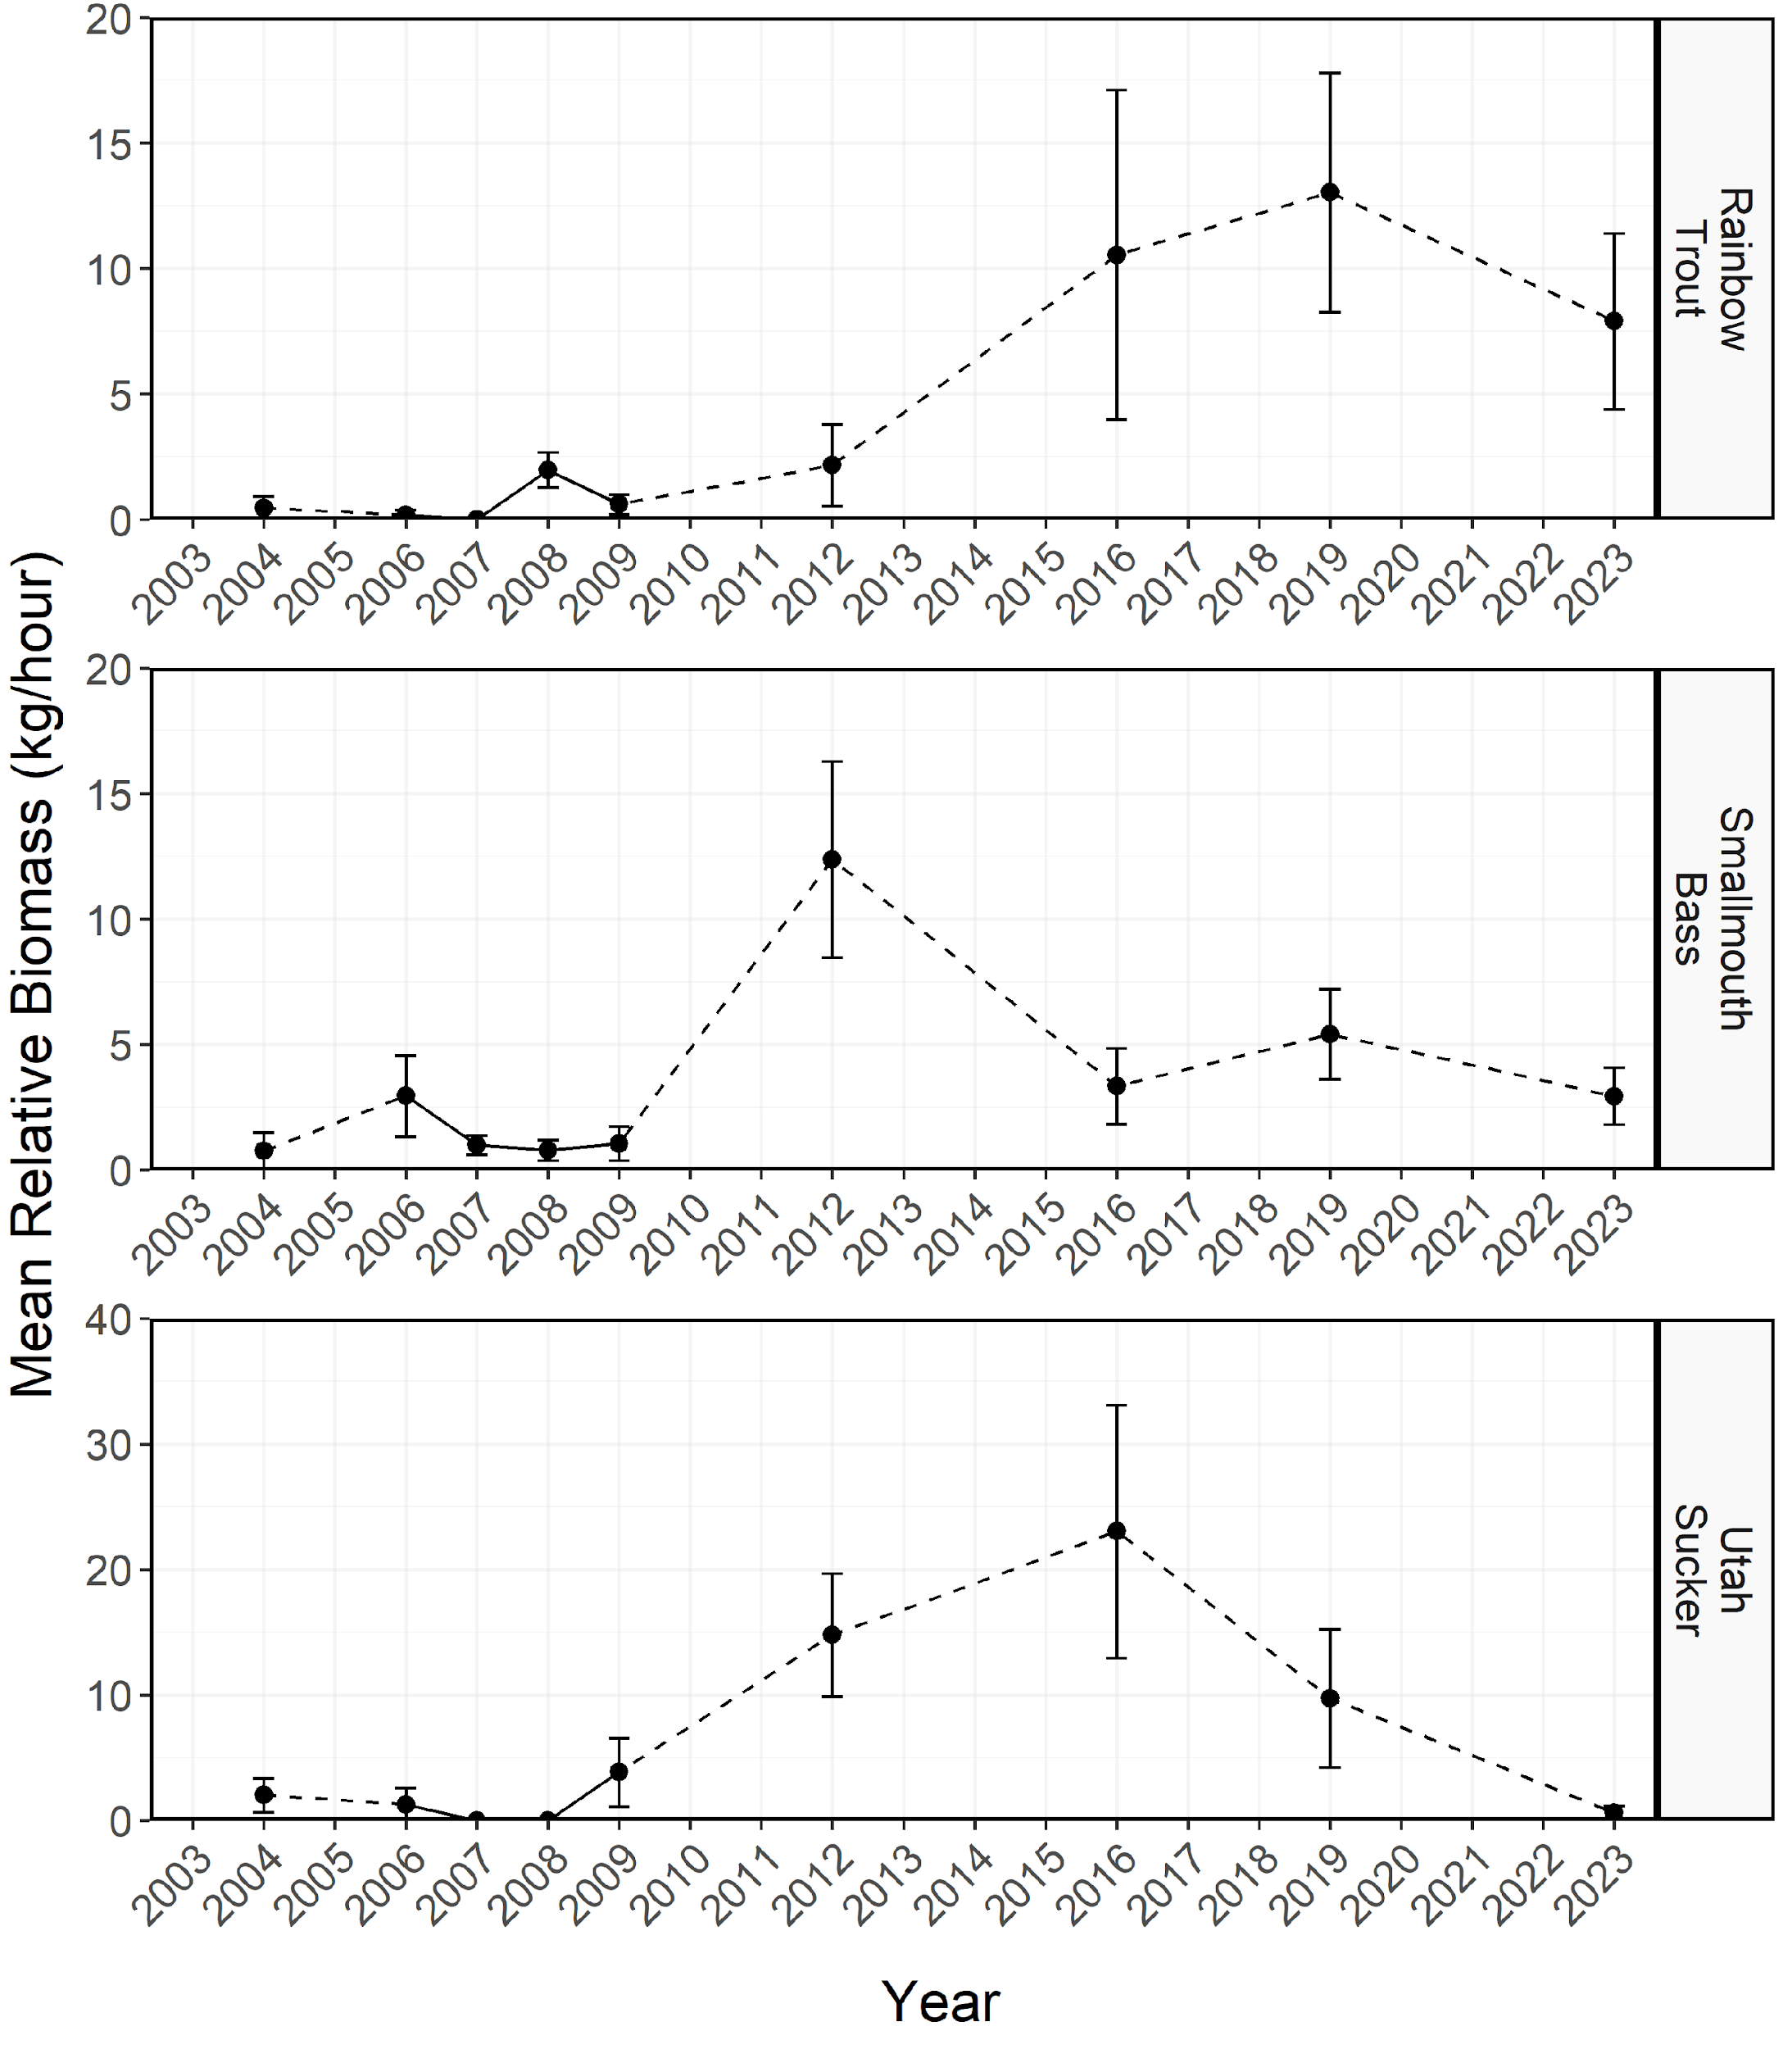 Mean Relative Biomass (kg/hour)
20
15
10
5
0
2003 2004 2005 2006 2007 2008 2009 2010 2011 2012 2013 2014 2015 2016 2017 2018 2019 2020 2021 2022 2023
Rainbow
Trout
20
15
10
5
0
2003 2004 2005 2006 2007 2008 2009 2010 2011 2012 2013 2014 2015 2016 2017 2018 2019 2020 2021 2022 2023
Smallmouth
Bass
40
30
20
10
0
2003 2004 2005 2006 2007 2008 2009 2010 2011 2012 2013 2014 2015 2016 2017 2018 2019 2020 2021 2022 2023
Utah
Sucker
Year